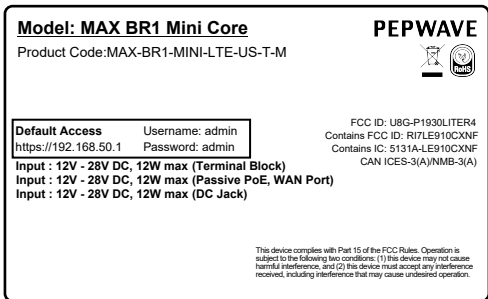 Model: MAX BR1 Mini Core
PEPWAVE
Product Code:MAX-BR1-MINI-LTE-US-T-M
RoHS
Default Access Username: admin
https://192.168.50.1 Password: admin
FCC ID: U8G-P1930LITER4
Contains FCC ID: RI7LE910CXNF
Contains IC: 5131A-LE910CXNF
CAN ICES-3(A)/NMB-3(A)
Input : 12V - 28V DC, 12W max (Terminal Block)
Input : 12V - 28V DC, 12W max (Passive PoE, WAN Port)
Input : 12V - 28V DC, 12W max (DC Jack)
This device complies with Part 15 of the FCC Rules. Operation is
subject to the following two conditions: (1) this device may not cause
harmful interference, and (2) this device must accept any interference
received, including interference that may cause undesired operation.